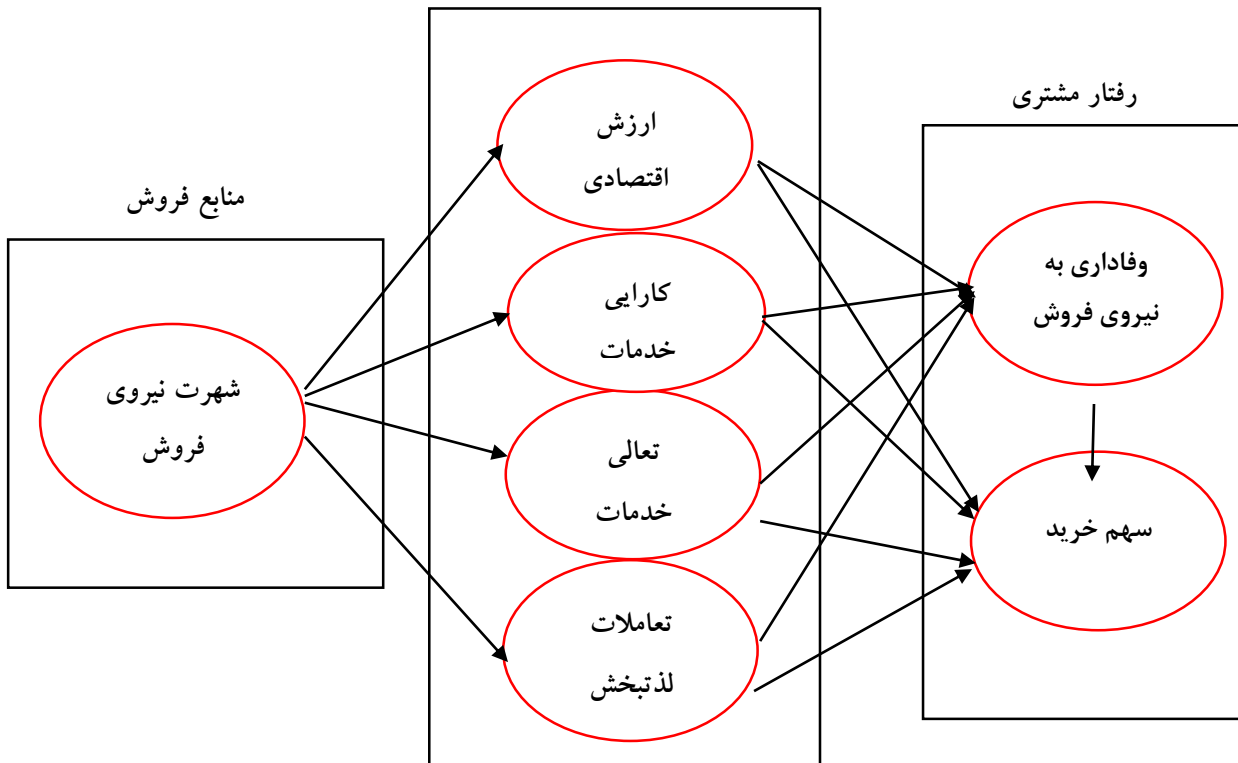 رفتار مشتری
منابع فروش
ارزش
اقتصادی
کارایی
خدمات
تعالی
خدمات
تعاملات
لذتبخش
وفاداری به
نیروی فروش
سهم خرید
شهرت نیروی
فروش